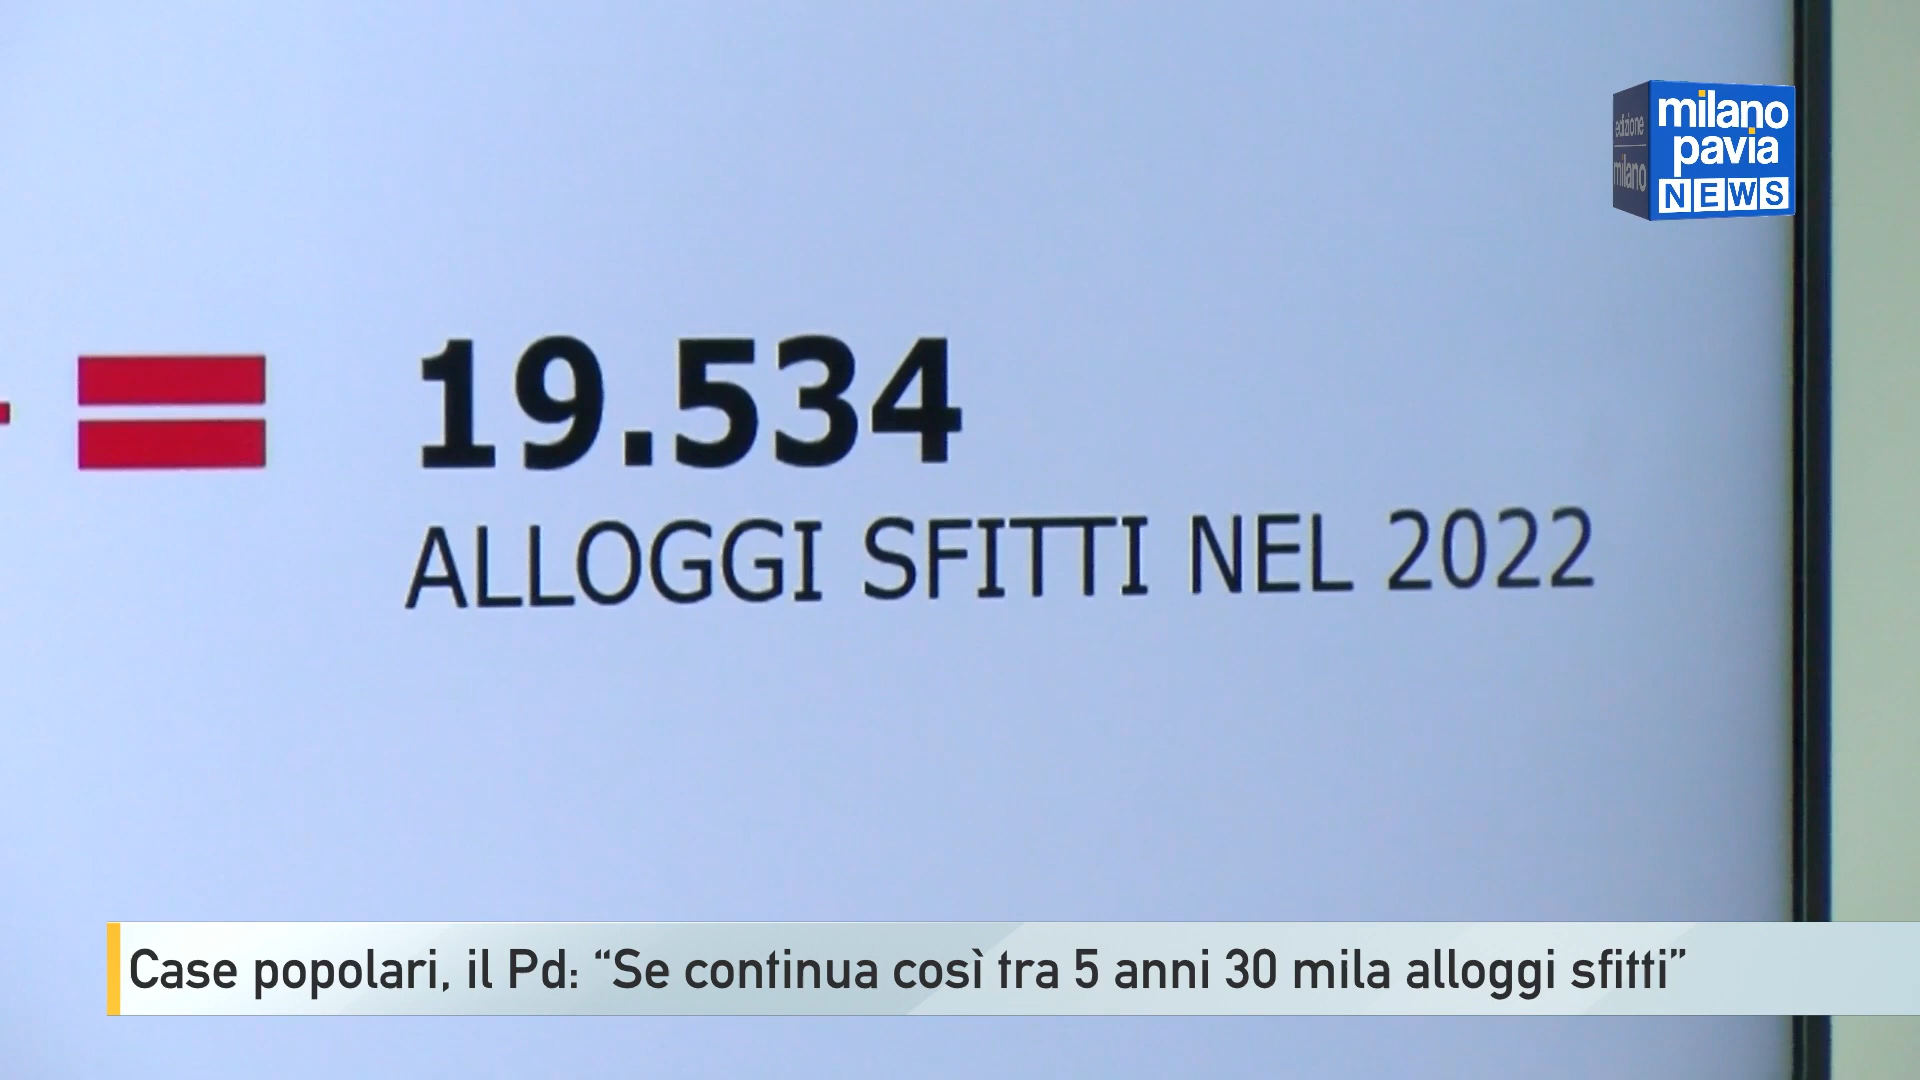 edizione
milano
milano
pavia
NEWS
19.534
ALLOGGI SFITTI NEL 2022
Case popolari, il Pd: “Se continua così tra 5 anni 30 mila alloggi sfitti”